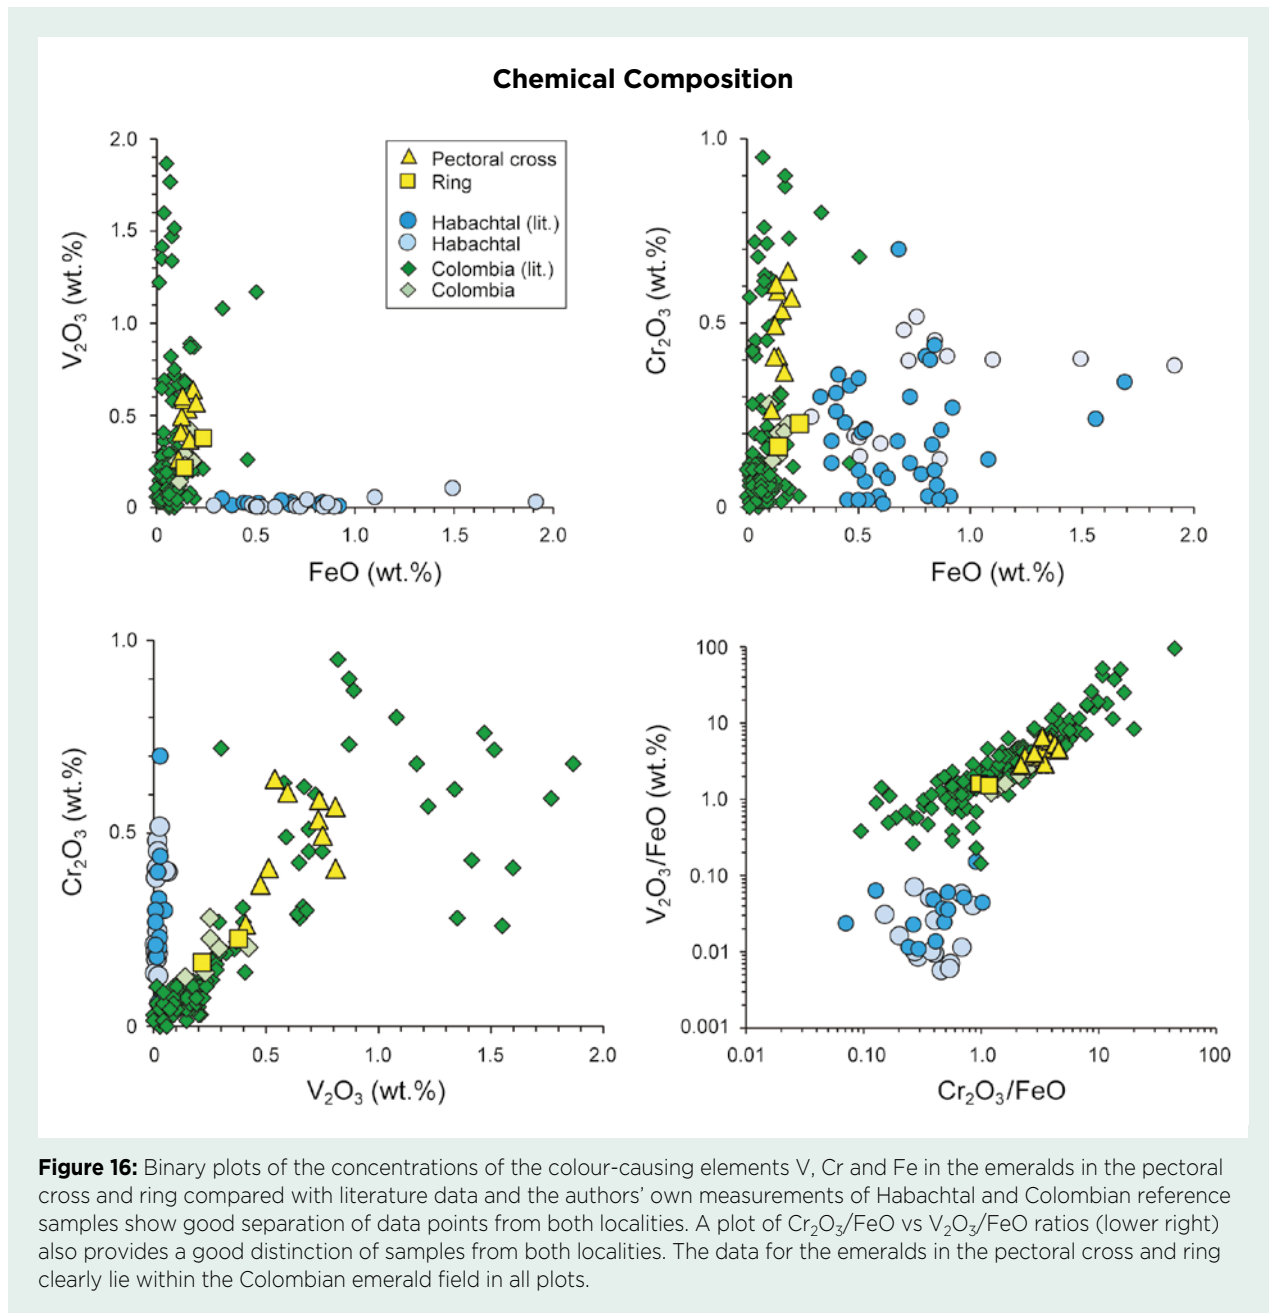 Chemical Composition
2.0
1.5
1.0
0.5
0
V₂O₃ (wt.%)
0
0.5
1.0
1.5
2.0
FeO (wt.%)
Pectoral cross
Ring
Habachtal (lit.)
Habachtal
Colombia (lit.)
Colombia
1.0
0.5
0
Cr₂O₃ (wt.%)
0
0.5
1.0
1.5
2.0
FeO (wt.%)
1.0
0.5
0
Cr₂O₃ (wt.%)
0
0.5
1.0
1.5
2.0
V₂O₃ (wt.%)
100
10
1.0
0.10
0.01
0.001
V₂O₃/FeO (wt.%)
0.01
0.10
1.0
10
100
Cr₂O₃/FeO
Figure 16: Binary plots of the concentrations of the colour-causing elements V, Cr and Fe in the emeralds in the pectoral
cross and ring compared with literature data and the authors’ own measurements of Habachtal and Colombian reference
samples show good separation of data points from both localities. A plot of Cr₂O₃/FeO vs V₂O₃/FeO ratios (lower right)
also provides a good distinction of samples from both localities. The data for the emeralds in the pectoral cross and ring
clearly lie within the Colombian emerald field in all plots.